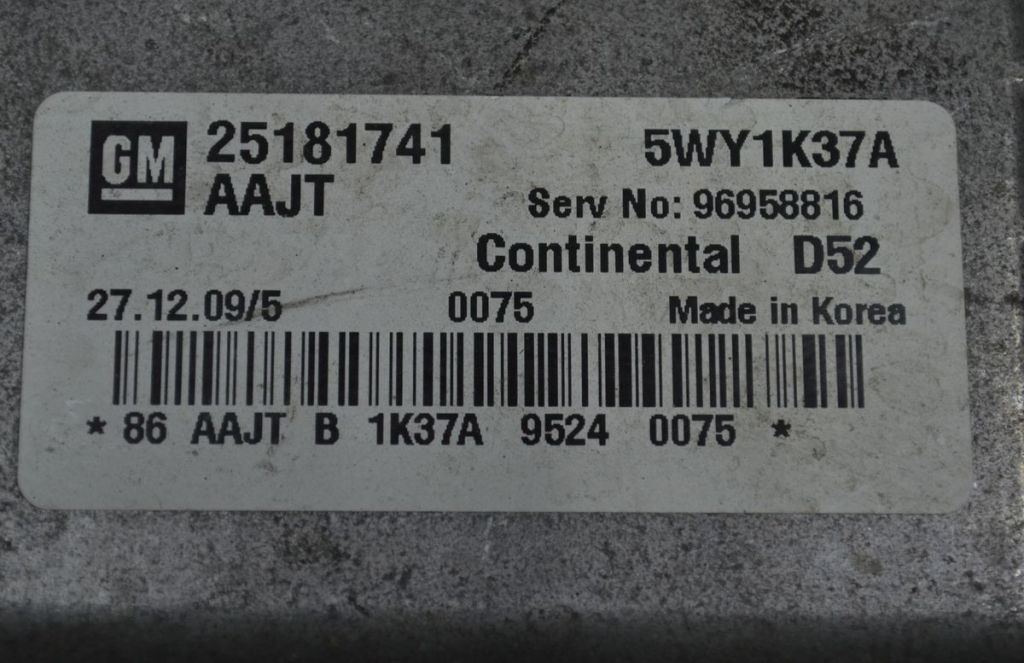 GM 25181741 5WY1K37A
AAJT Serv No: 96958816
Continental D52
27.12.09/5 0075 Made in Korea
* 86 AAJT B 1K37A 9524 0075 *